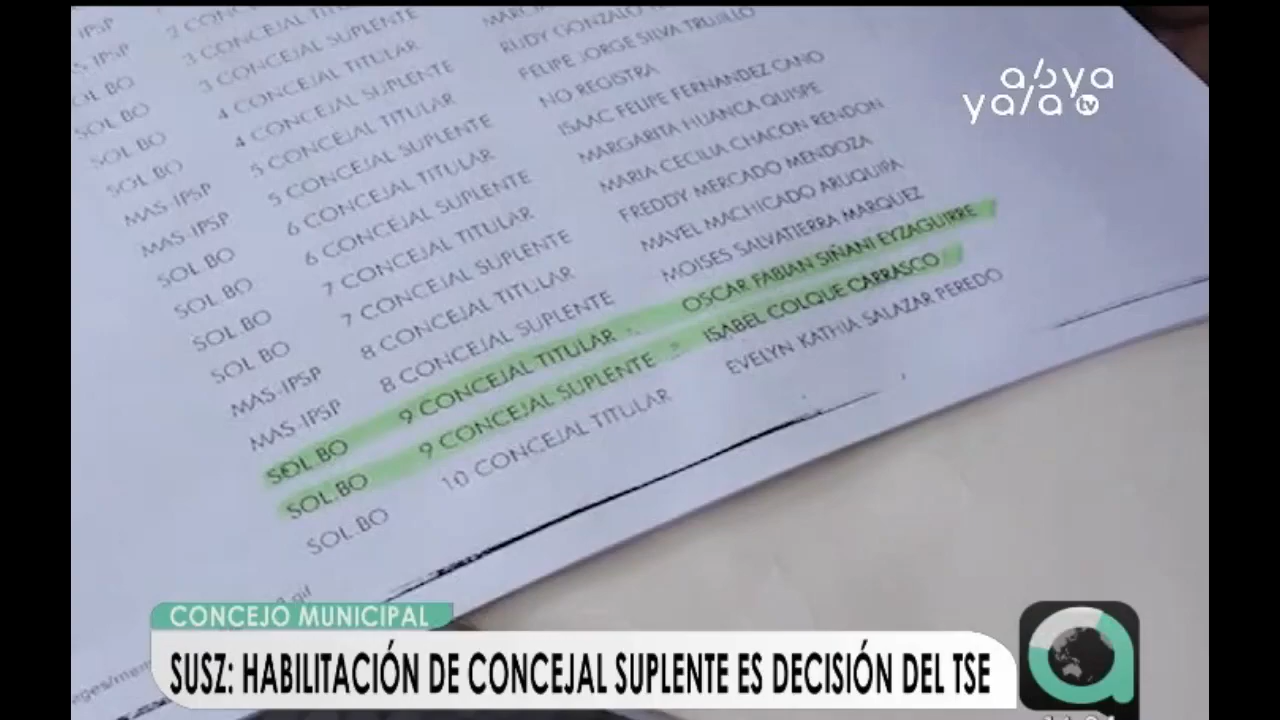 IPSP
2 CONCEJAL
3 CONCEJAL TITULAR
SOL BO 3 CONCEJAL SUPLENTE
SOL BO 4 CONCEJAL TITULAR
SOL BO 4 CONCEJAL SUPLENTE RUDY GONZALO
MAS-IPSP 5 CONCEJAL TITULAR FELIPE JORGE SILVA TRUJILLO
MAS-IPSP 5 CONCEJAL SUPLENTE NO REGISTRA
SOL.BO 6 CONCEJAL TITULAR ISAAC FELIPE FERNANDEZ CANO
SOL.BO 6 CONCEJAL SUPLENTE MARGARITA HUANCA QUISPE
SOL.BO 7 CONCEJAL TITULAR MARIA CECILIA CHACON RENDON
SOL.BO 7 CONCEJAL SUPLENTE FREDDY MERCADO MENDOZA
MAS-IPSP 8 CONCEJAL TITULAR MAVEL MACHICADO ARUQUIPA
MAS-IPSP 8 CONCEJAL SUPLENTE MOISES SALVATIERRA MARQUEZ
SOL.BO 9 CONCEJAL TITULAR OSCAR FABIAN SIÑANI EYZAGUIRRE
SOL.BO 9 CONCEJAL SUPLENTE ISABEL COLQUE CARRASCO
SOL.BO 10 CONCEJAL TITULAR EVELYN KATHIA SALAZAR PEREDO
abya
yala tv
CONCEJO MUNICIPAL
SUSZ: HABILITACIÓN DE CONCEJAL SUPLENTE ES DECISIÓN DEL TSE